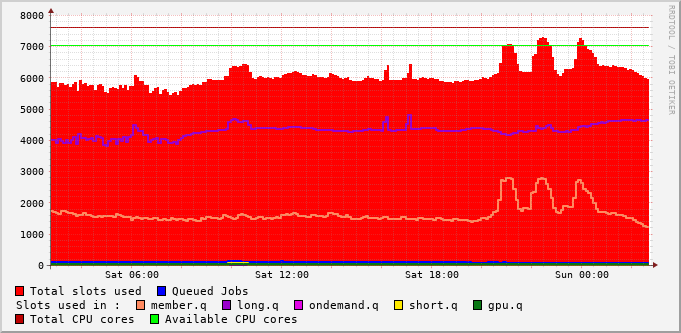 8000
7000
6000
5000
4000
3000
2000
1000
0
Sat 06:00 Sat 12:00 Sat 18:00 Sun 00:00
RRDTOOL / TOBI OETIKER
Total slots used Queued Jobs
Slots used in : member.q long.q ondemand.q short.q gpu.q
Total CPU cores Available CPU cores